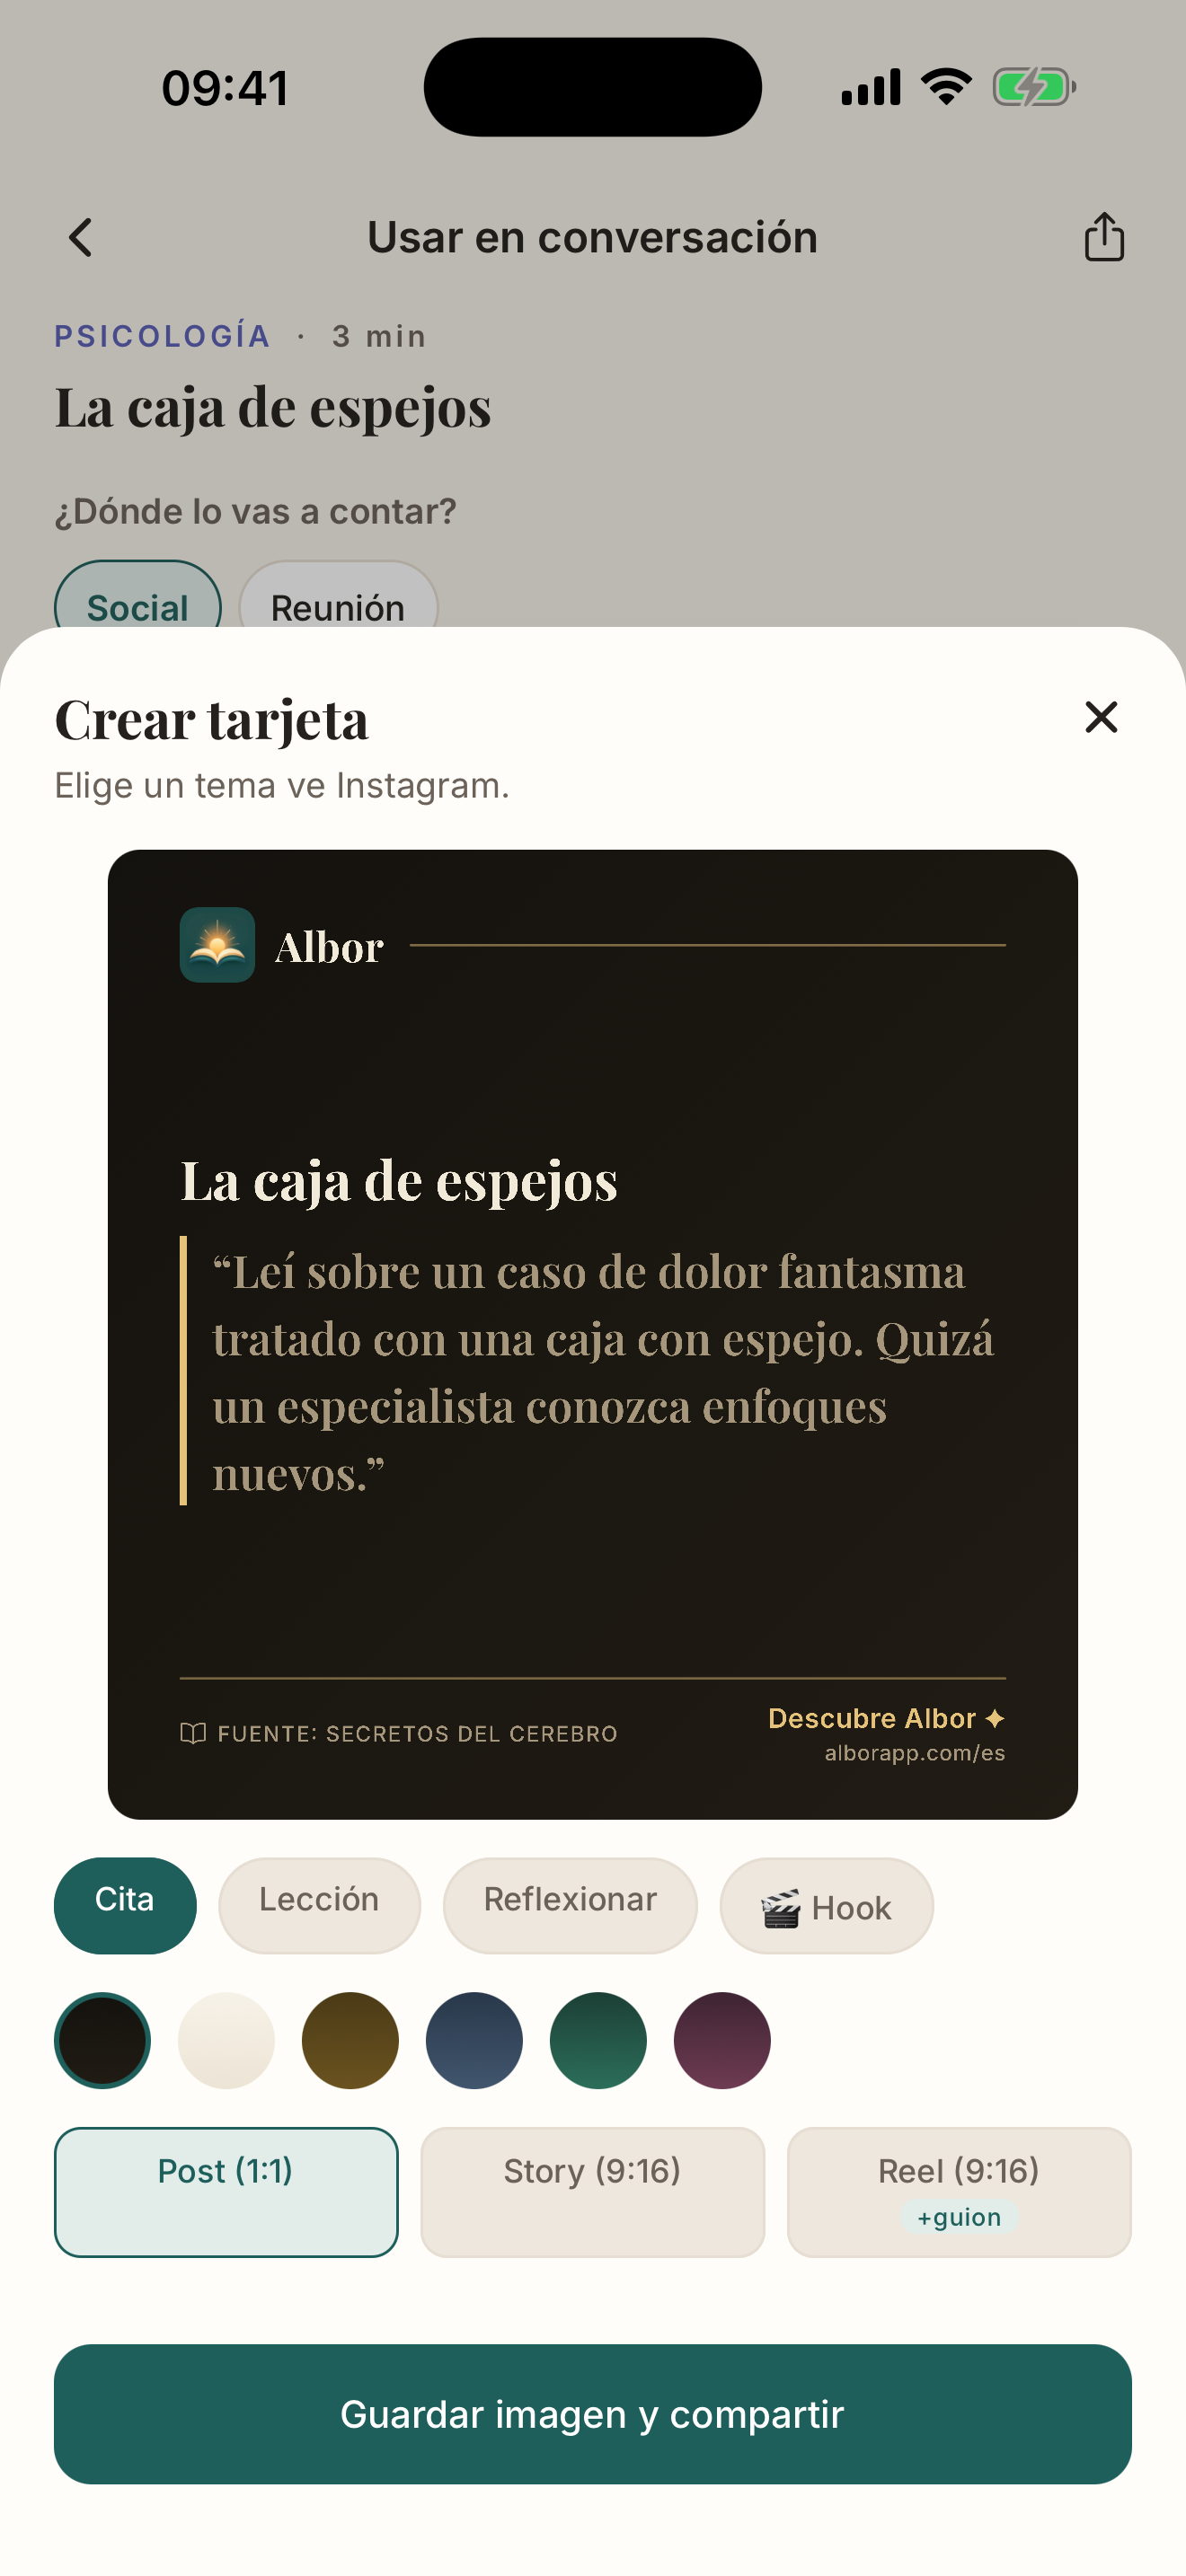 09:41
Usar en conversación
PSICOLOGÍA · 3 min
La caja de espejos
¿Dónde lo vas a contar?
Social
Reunión
Crear tarjeta
Elige un tema ve Instagram.
Albor
La caja de espejos
“Leí sobre un caso de dolor fantasma
tratado con una caja con espejo. Quizá
un especialista conozca enfoques
nuevos.”
FUENTE: SECRETOS DEL CEREBRO
Descubre Albor ✦
alborapp.com/es
Cita
Lección
Reflexionar
🎬 Hook
Post (1:1)
Story (9:16)
Reel (9:16)
+guion
Guardar imagen y compartir